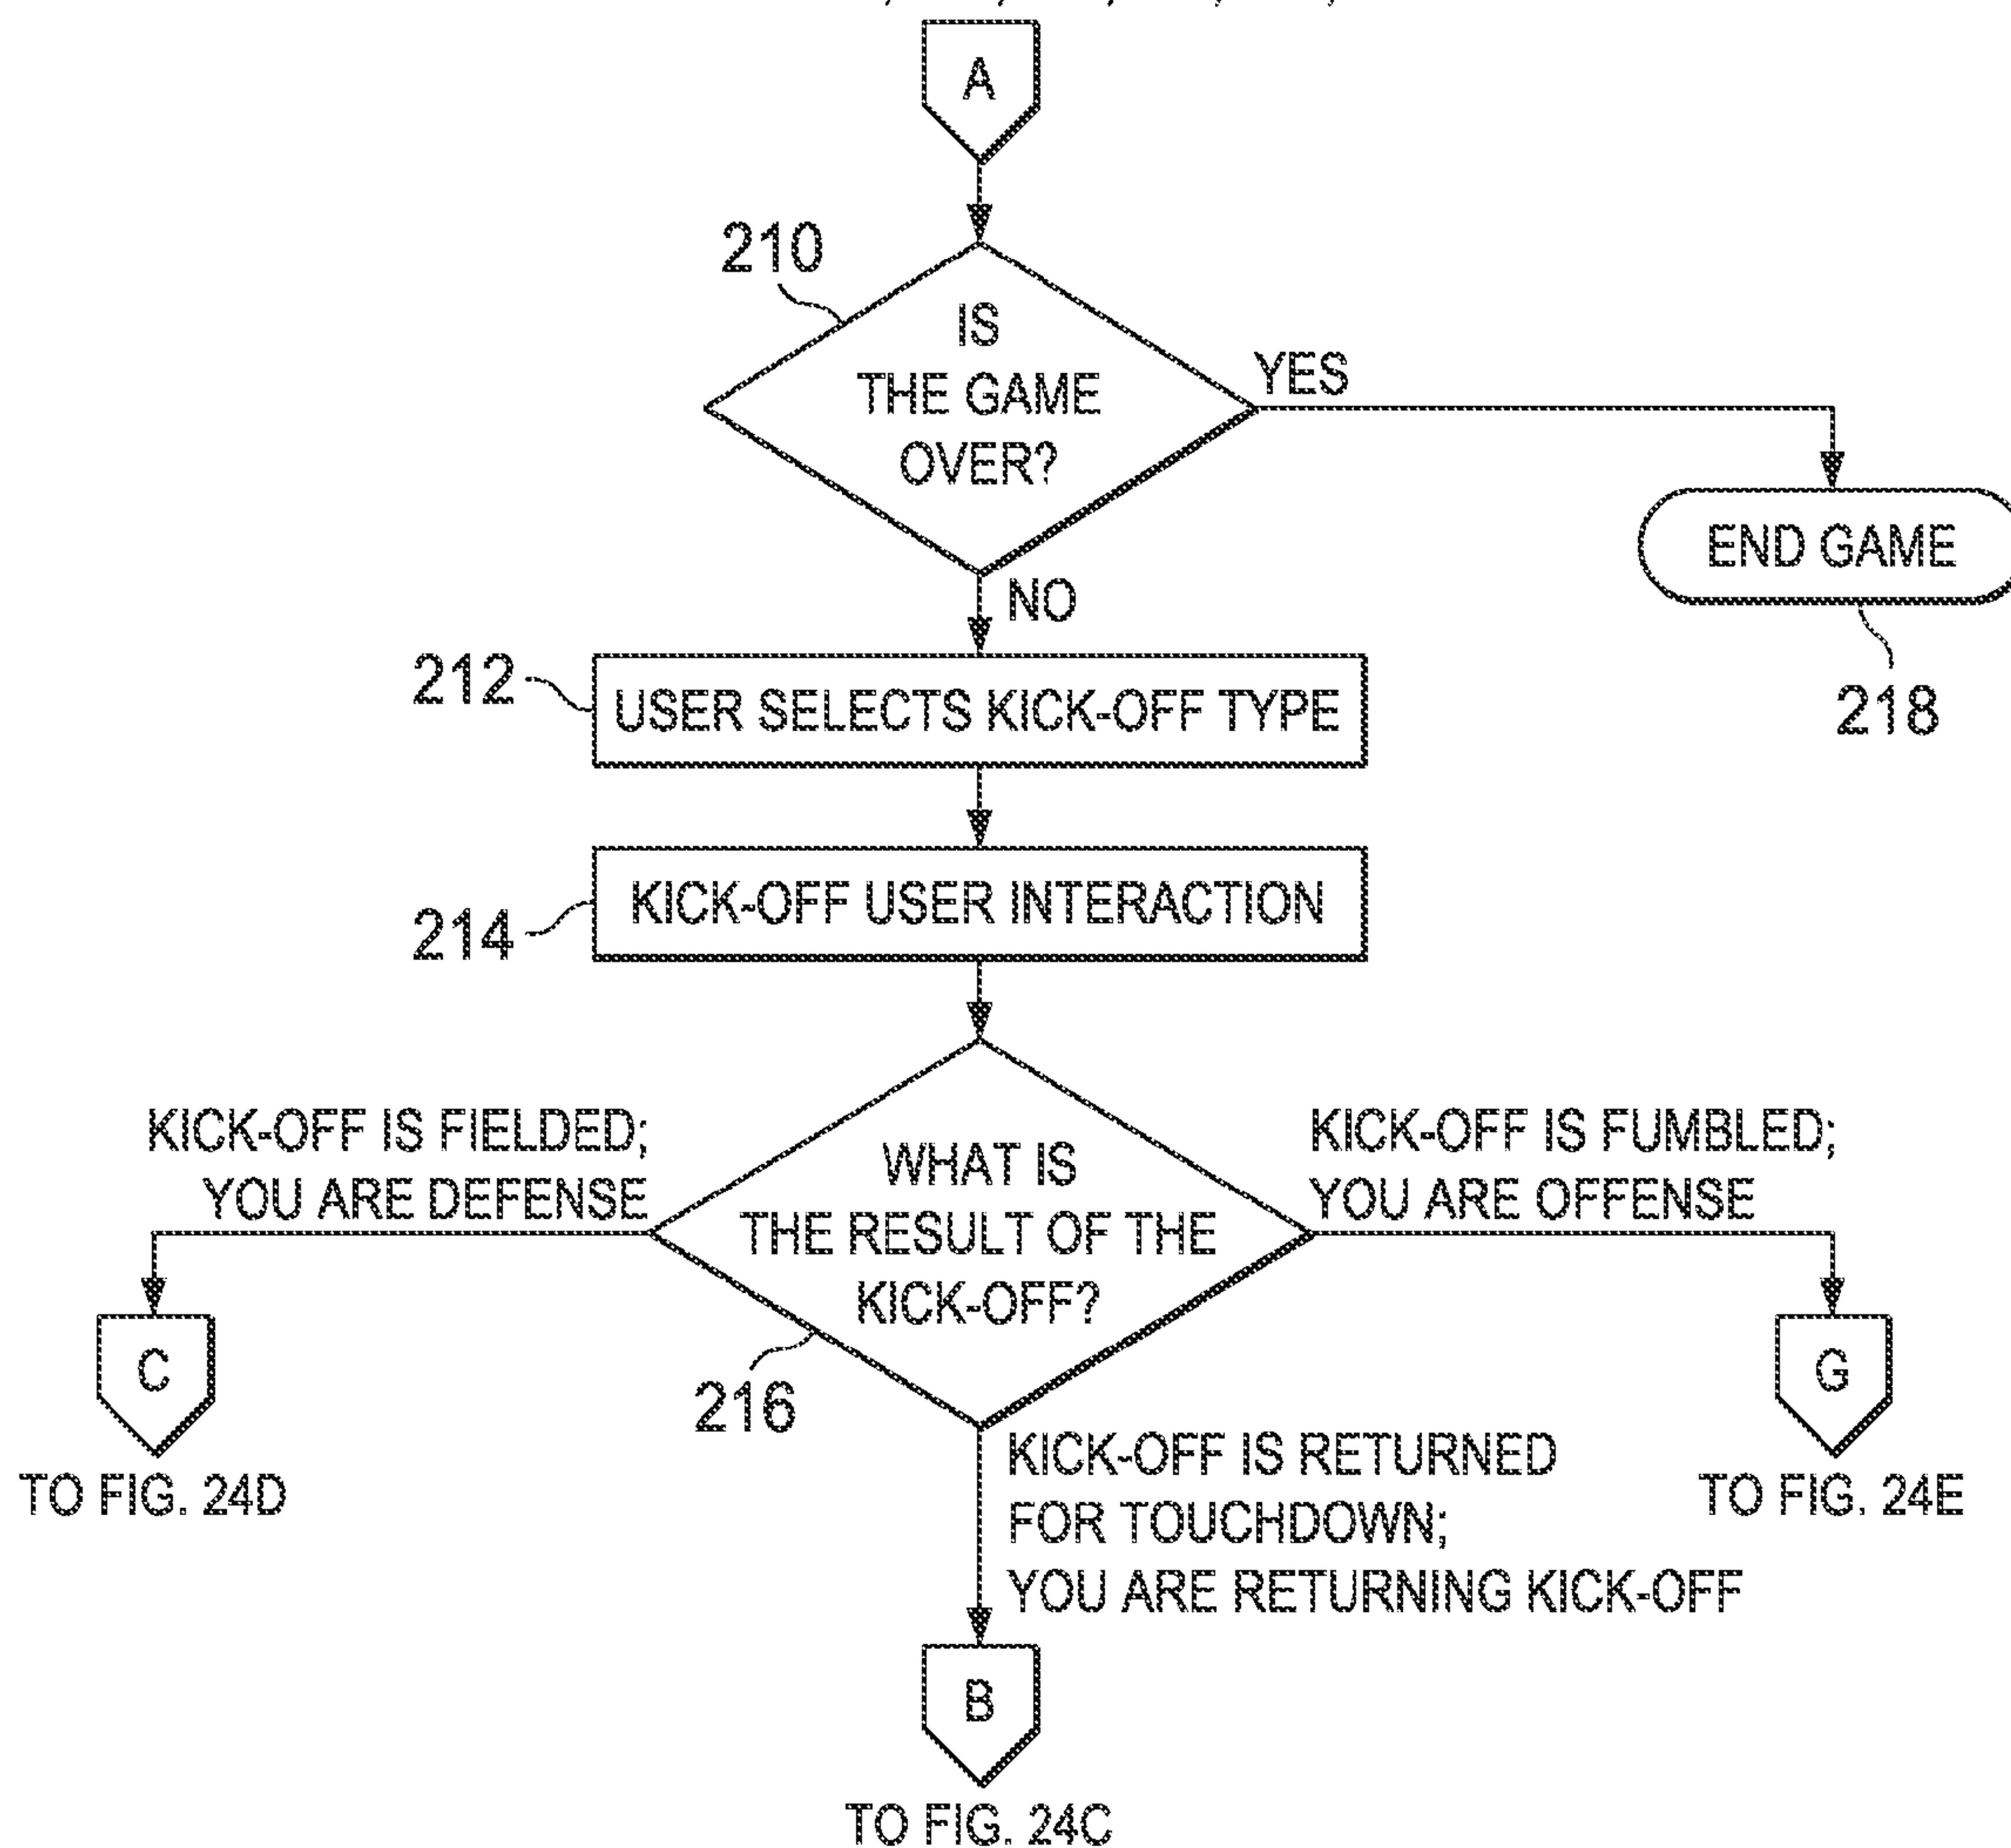 A
210
IS
THE GAME
OVER?
YES
END GAME
218
NO
212
USER SELECTS KICK-OFF TYPE
214
KICK-OFF USER INTERACTION
KICK-OFF IS FIELDED;
YOU ARE DEFENSE
WHAT IS
THE RESULT OF THE
KICK-OFF?
216
KICK-OFF IS FUMBLED;
YOU ARE OFFENSE
C
TO FIG. 24D
G
TO FIG. 24E
KICK-OFF IS RETURNED
FOR TOUCHDOWN;
YOU ARE RETURNING KICK-OFF
B
TO FIG. 24C